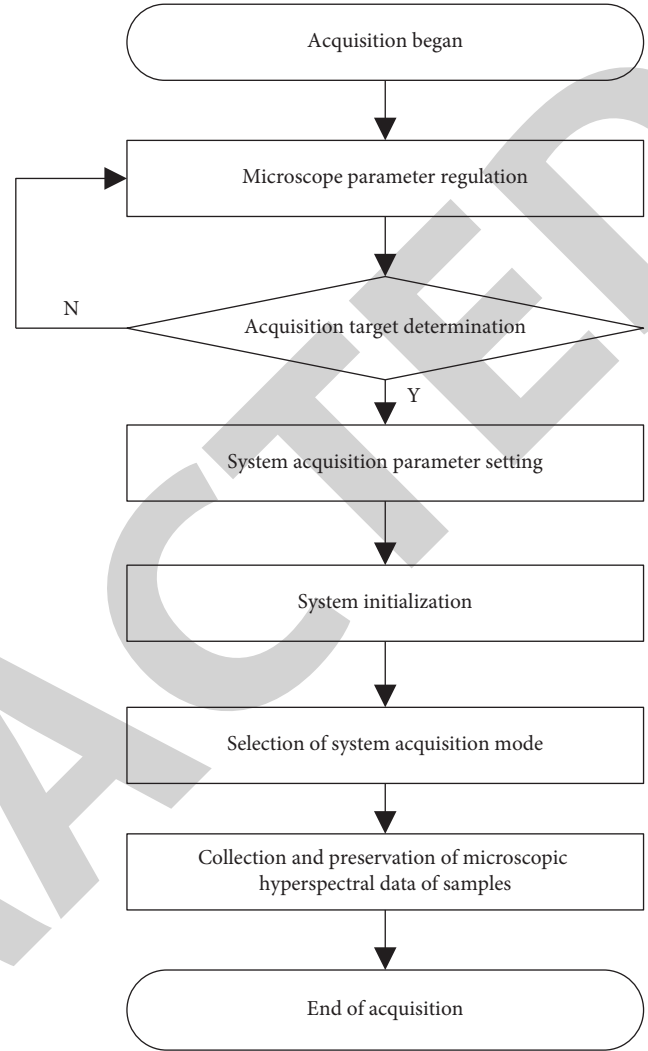 Acquisition began
Microscope parameter regulation
N
Acquisition target determination
Y
System acquisition parameter setting
System initialization
Selection of system acquisition mode
Collection and preservation of microscopic
hyperspectral data of samples
End of acquisition
ACTED